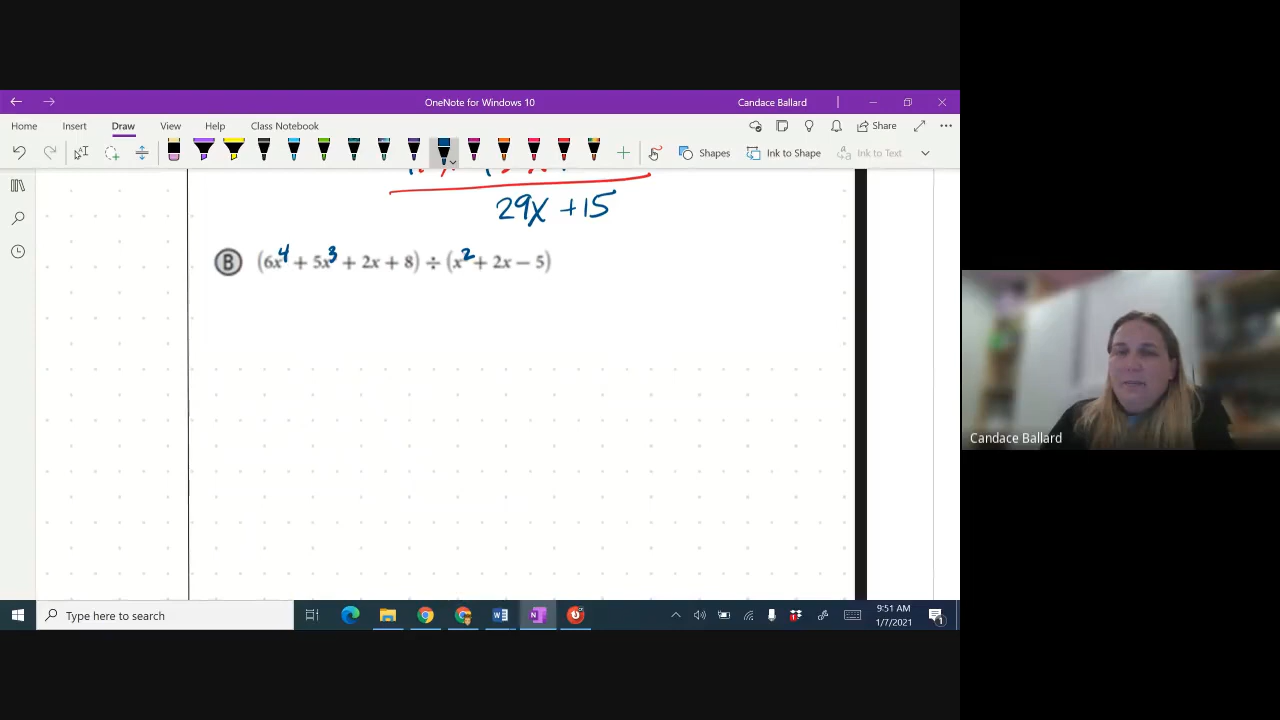 OneNote for Windows 10
Candace Ballard
Home Insert Draw View Help Class Notebook
Share
Shapes Ink to Shape Ink to Text
29x + 15
B (6x⁴ + 5x³ + 2x + 8) ÷ (x² + 2x − 5)
Candace Ballard
Type here to search
9:51 AM
1/7/2021